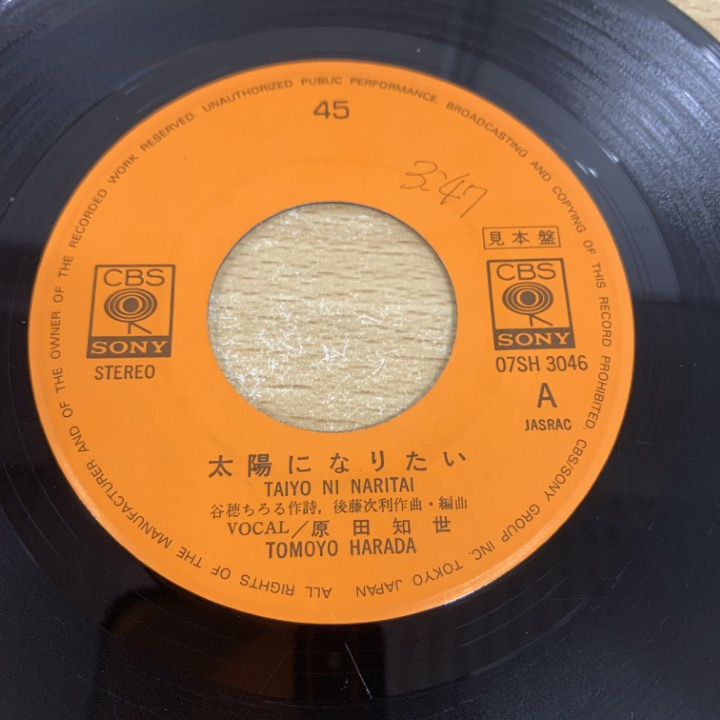 45
3:47
見本盤
CBS
SONY
STEREO
CBS
SONY
07SH 3046
A
JASRAC
太陽になりたい
TAIYO NI NARITAI
谷穂ちろる作詩, 後藤次利作曲・編曲
VOCAL／原田知世
TOMOYO HARADA
ALL RIGHTS OF THE MANUFACTURER AND OF THE OWNER OF THE RECORDED WORK RESERVED. UNAUTHORIZED PUBLIC PERFORMANCE, BROADCASTING AND COPYING OF THIS RECORD PROHIBITED. CBS/SONY GROUP INC. TOKYO JAPAN